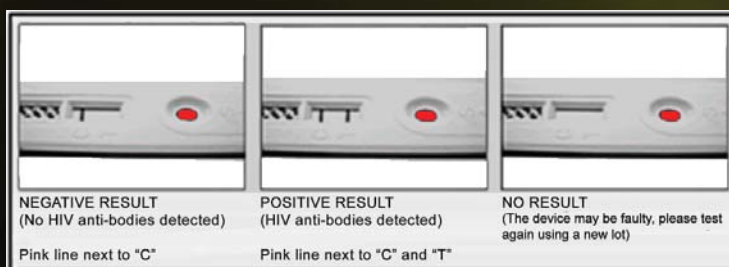 NEGATIVE RESULT
(No HIV anti-bodies detected)
Pink line next to “C”
POSITIVE RESULT
(HIV anti-bodies detected)
Pink line next to “C” and “T”
NO RESULT
(The device may be faulty, please test
again using a new lot)